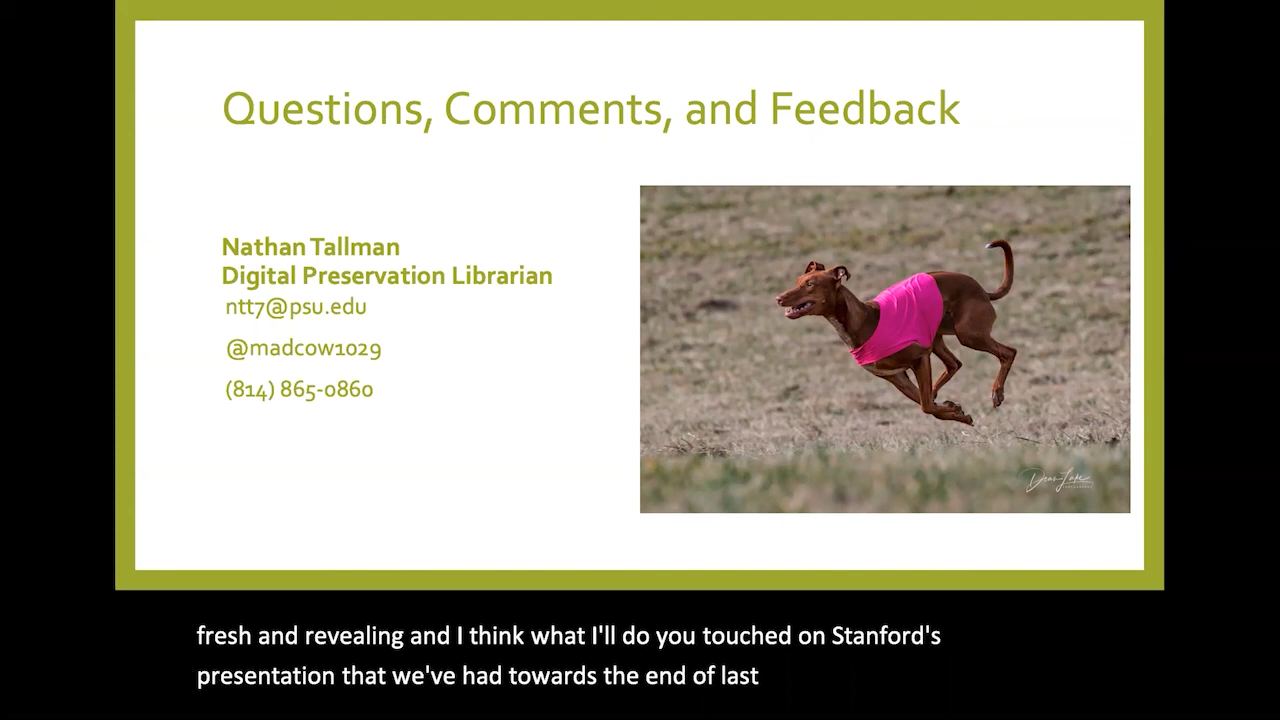 Questions, Comments, and Feedback
Nathan Tallman
Digital Preservation Librarian
ntt7@psu.edu
@madcow1029
(814) 865-0860
Dean Lake
fresh and revealing and I think what I'll do you touched on Stanford's
presentation that we've had towards the end of last